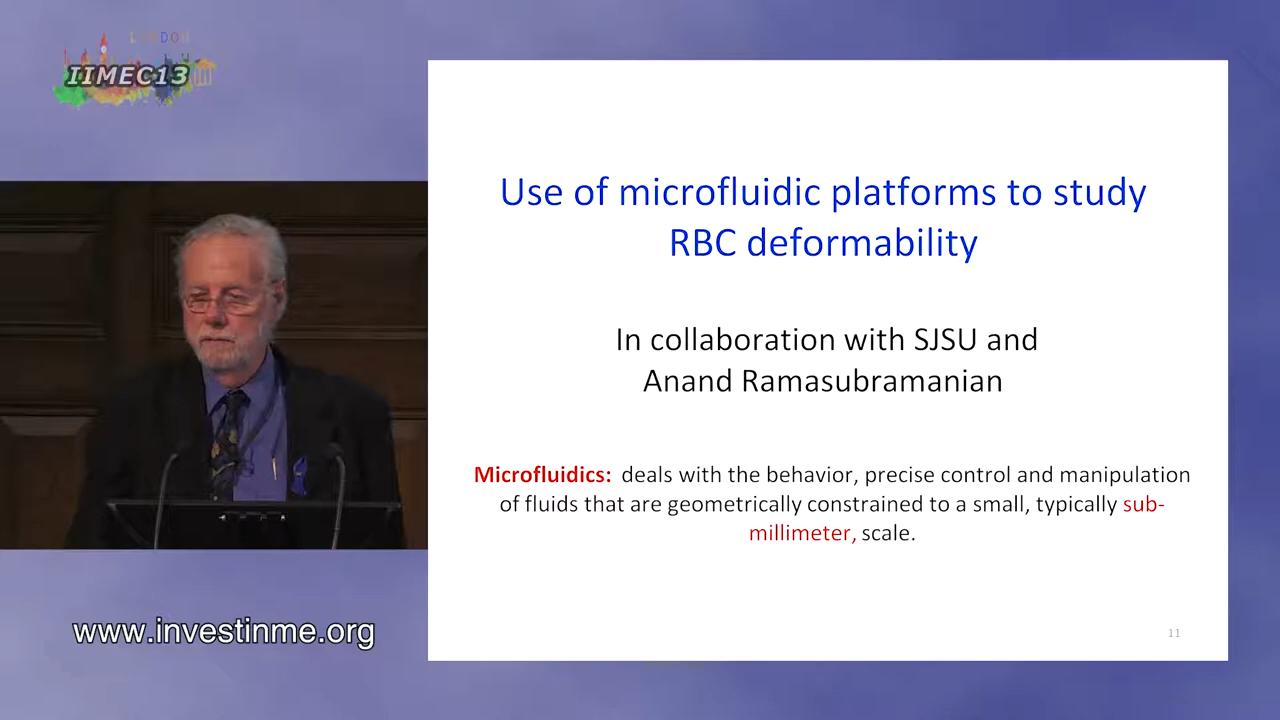 LONDON
IIMEC13
Use of microfluidic platforms to study
RBC deformability
In collaboration with SJSU and
Anand Ramasubramanian
Microfluidics: deals with the behavior, precise control and manipulation
of fluids that are geometrically constrained to a small, typically sub-
millimeter, scale.
11
www.investinme.org